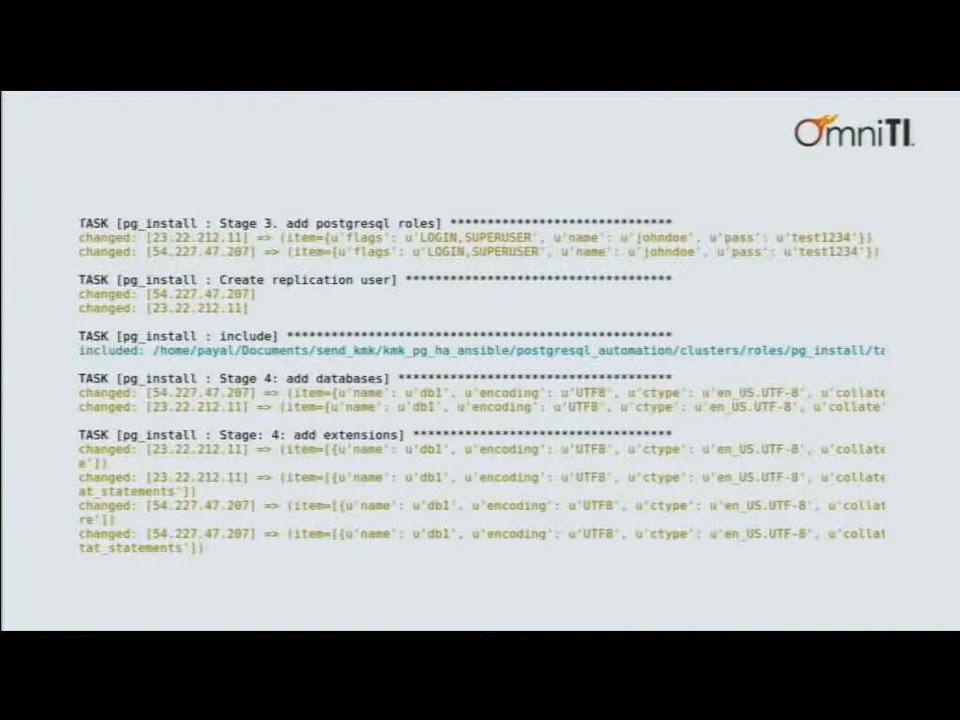 OmniTI
TASK [pg_install : Stage 3. add postgresql roles] ******************************
changed: [23.22.212.11] => (item={u'flags': u'LOGIN,SUPERUSER', u'name': u'johndoe', u'pass': u'test1234'})
changed: [54.227.47.207] => (item={u'flags': u'LOGIN,SUPERUSER', u'name': u'johndoe', u'pass': u'test1234'})
TASK [pg_install : Create replication user] ************************************
changed: [54.227.47.207]
changed: [23.22.212.11]
TASK [pg_install : include] ****************************************************
included: /home/payal/Documents/send_kmk/kmk_pg_ha_ansible/postgresql_automation/clusters/roles/pg_install/ta
TASK [pg_install : Stage 4: add databases] *************************************
changed: [54.227.47.207] => (item={u'name': u'db1', u'encoding': u'UTF8', u'ctype': u'en_US.UTF-8', u'collate
changed: [23.22.212.11] => (item={u'name': u'db1', u'encoding': u'UTF8', u'ctype': u'en_US.UTF-8', u'collate'
TASK [pg_install : Stage: 4: add extensions] ***********************************
changed: [23.22.212.11] => (item=[{u'name': u'db1', u'encoding': u'UTF8', u'ctype': u'en_US.UTF-8', u'collate
e'])
changed: [23.22.212.11] => (item=[{u'name': u'db1', u'encoding': u'UTF8', u'ctype': u'en_US.UTF-8', u'collate
at_statements'])
changed: [54.227.47.207] => (item=[{u'name': u'db1', u'encoding': u'UTF8', u'ctype': u'en_US.UTF-8', u'collat
re'])
changed: [54.227.47.207] => (item=[{u'name': u'db1', u'encoding': u'UTF8', u'ctype': u'en_US.UTF-8', u'collat
tat_statements'])